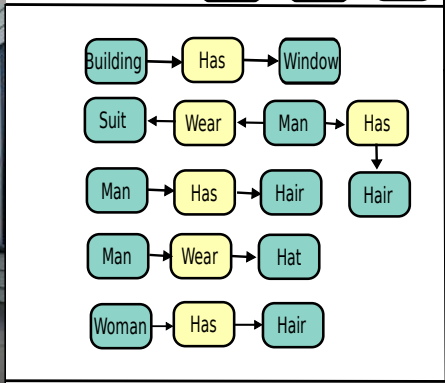 Building Has Window
Suit Wear Man Has
Hair
Man Has Hair
Man Wear Hat
Woman Has Hair